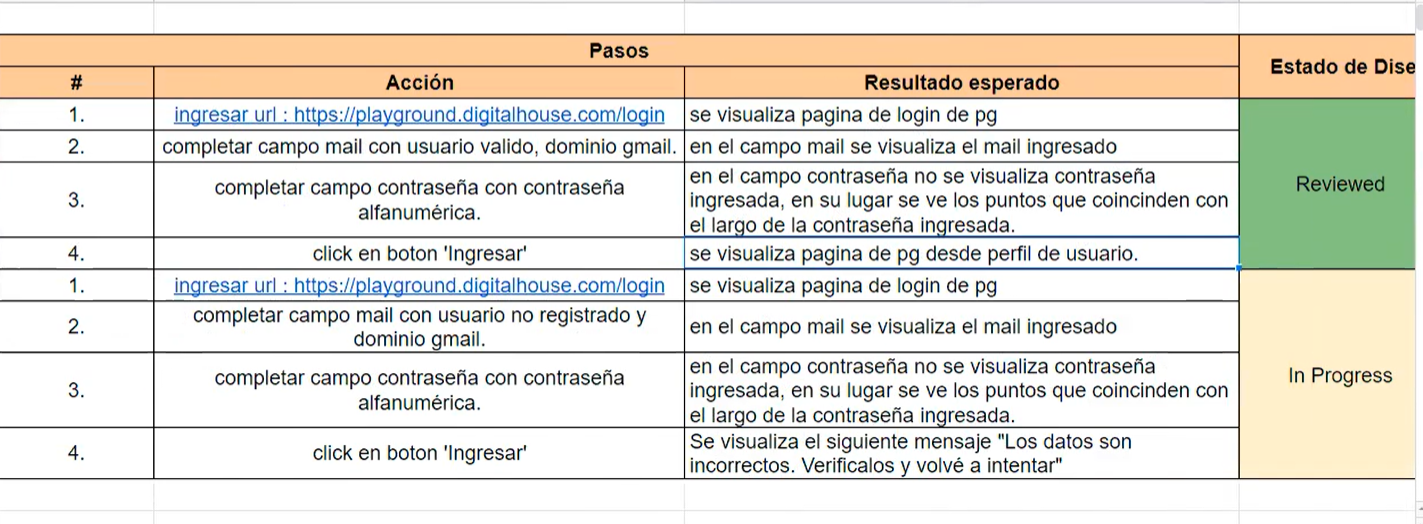 Pasos
Estado de Dise
# Acción Resultado esperado
1. ingresar url : https://playground.digitalhouse.com/login se visualiza pagina de login de pg
2. completar campo mail con usuario valido, dominio gmail. en el campo mail se visualiza el mail ingresado
3. completar campo contraseña con contraseña
alfanumérica.
en el campo contraseña no se visualiza contraseña
ingresada, en su lugar se ve los puntos que coincinden con
el largo de la contraseña ingresada.
4. click en boton 'Ingresar' se visualiza pagina de pg desde perfil de usuario.
Reviewed
1. ingresar url : https://playground.digitalhouse.com/login se visualiza pagina de login de pg
2. completar campo mail con usuario no registrado y
dominio gmail.
en el campo mail se visualiza el mail ingresado
3. completar campo contraseña con contraseña
alfanumérica.
en el campo contraseña no se visualiza contraseña
ingresada, en su lugar se ve los puntos que coincinden con
el largo de la contraseña ingresada.
4. click en boton 'Ingresar'
Se visualiza el siguiente mensaje "Los datos son
incorrectos. Verificalos y volvé a intentar"
In Progress